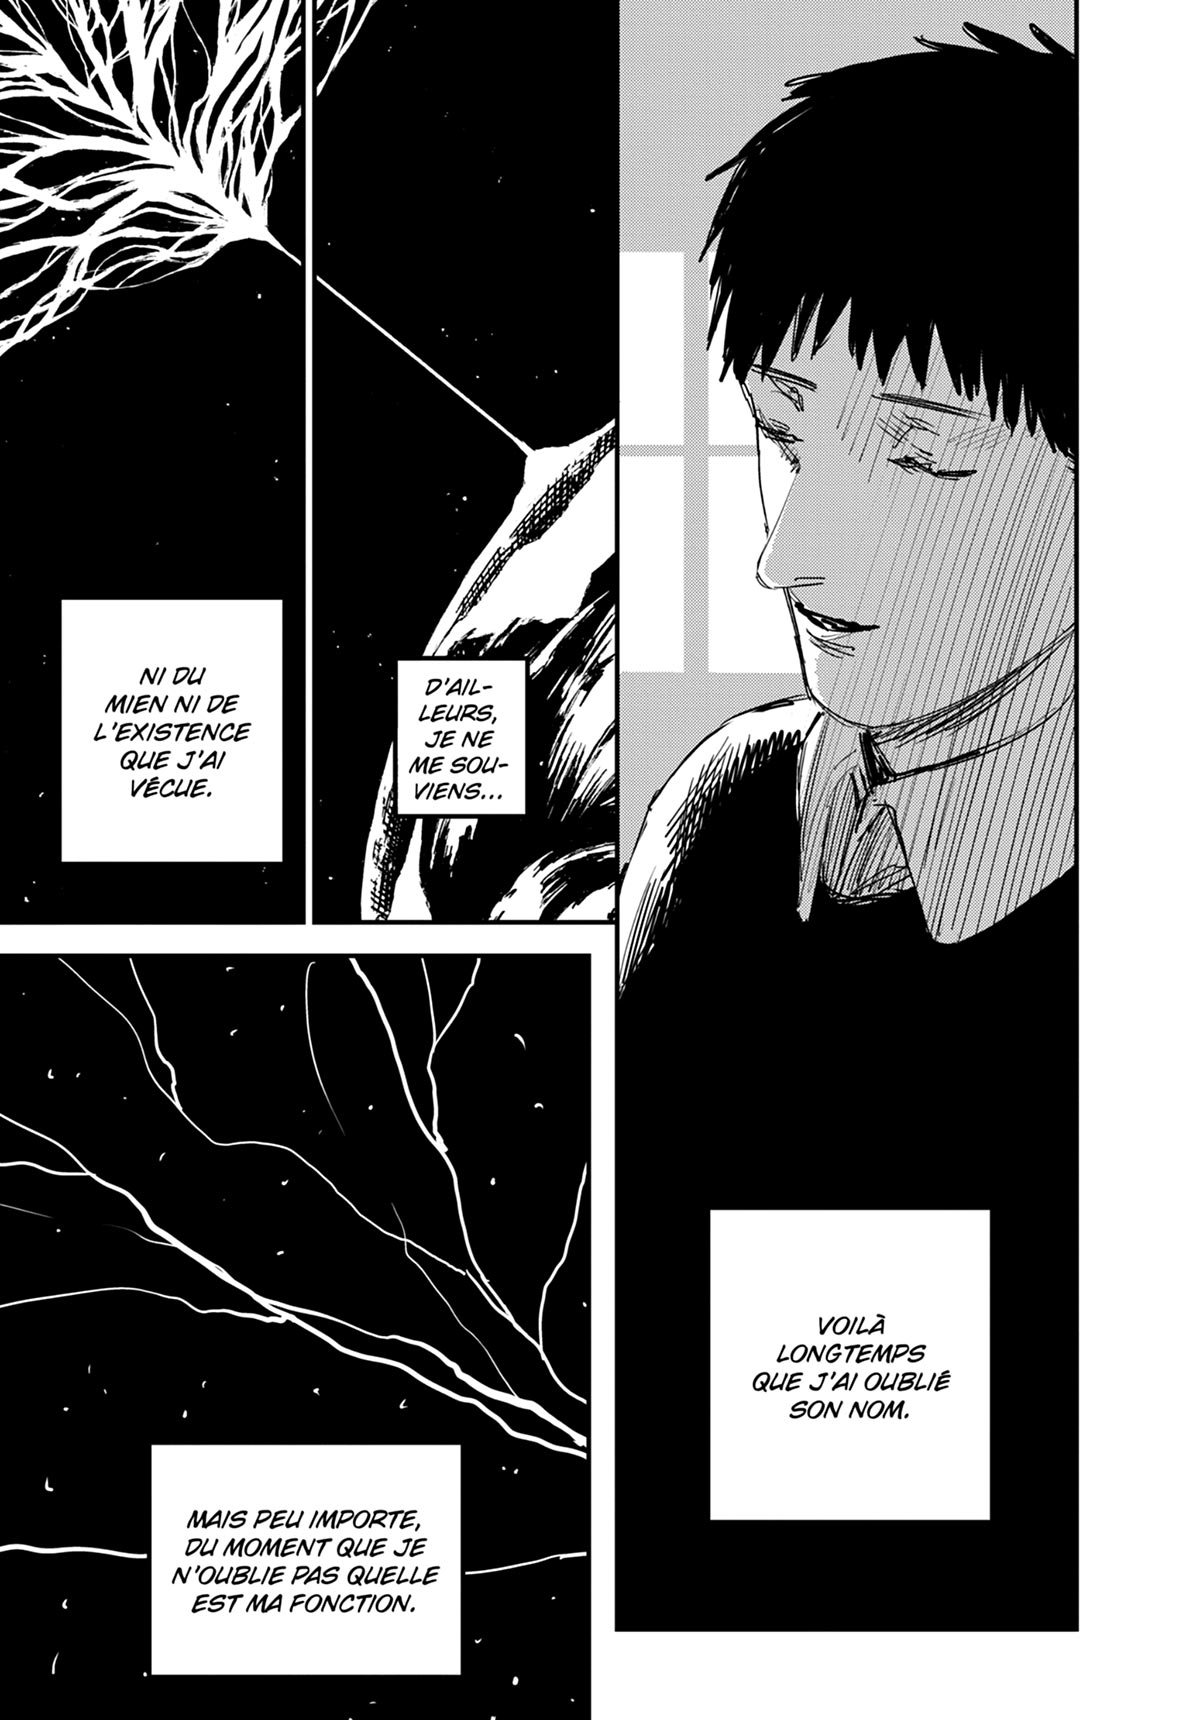 VOILÀ
LONGTEMPS
QUE J'AI OUBLIÉ
SON NOM.
D'AIL-
LEURS,
JE NE
ME SOU-
VIENS...
NI DU
MIEN NI DE
L'EXISTENCE
QUE J'AI
VÉCUE.
MAIS PEU IMPORTE,
DU MOMENT QUE JE
N'OUBLIE PAS QUELLE
EST MA FONCTION.